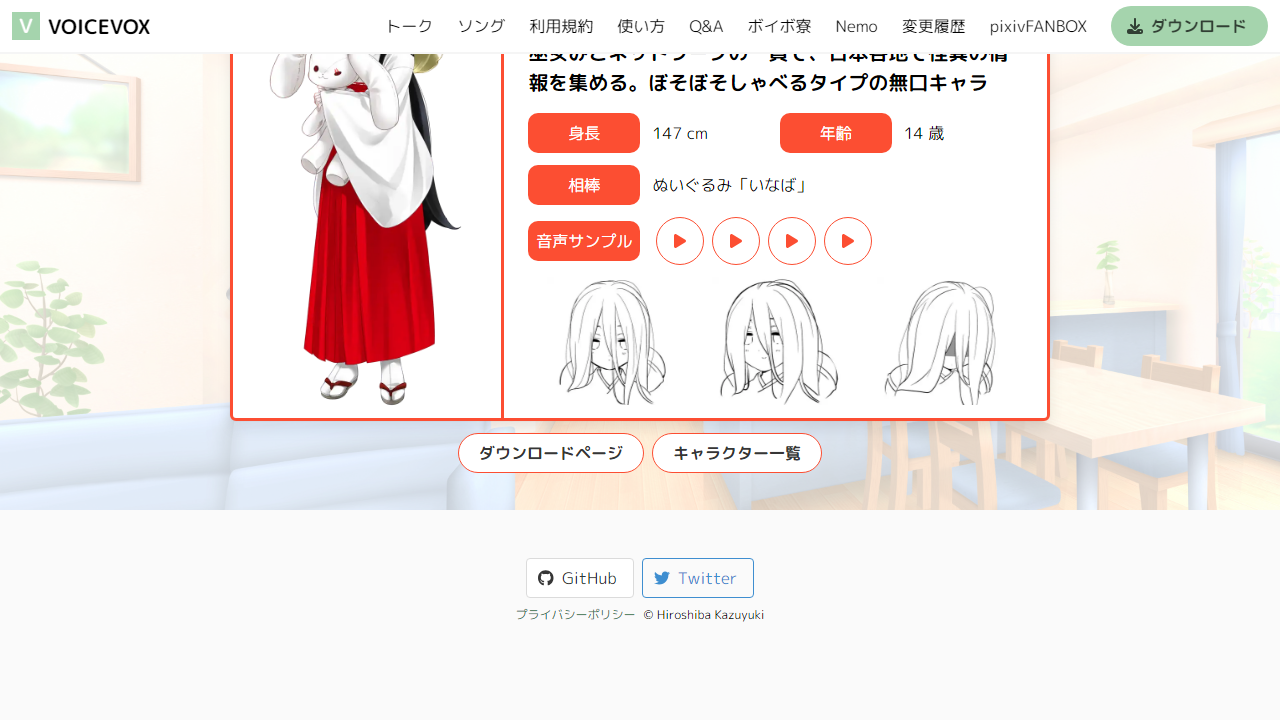 VOICEVOX
トーク ソング 利用規約 使い方 Q&A ボイボ寮 Nemo 変更履歴 pixivFANBOX ダウンロード
報を集める。ぼそぼそしゃべるタイプの無口キャラ
身長 147 cm 年齢 14 歳
相棒 ぬいぐるみ「いなば」
音声サンプル
ダウンロードページ キャラクター一覧
GitHub Twitter
プライバシーポリシー © Hiroshiba Kazuyuki